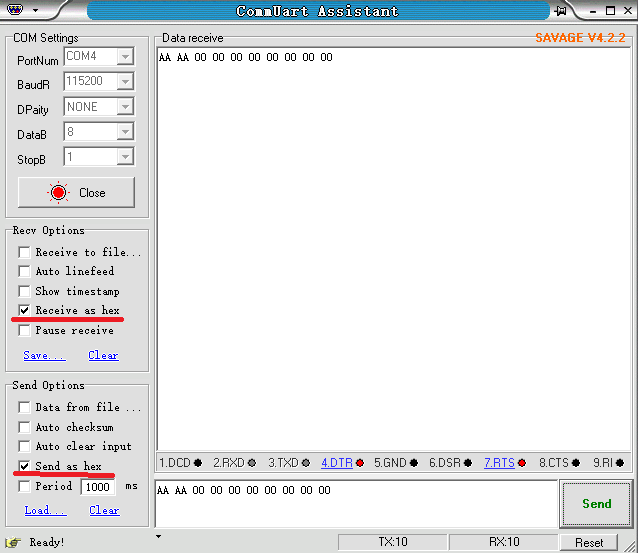 CommUart Assistant
COM Settings
PortNum COM4
BaudR 115200
DPaity NONE
DataB 8
StopB 1
Close
Recv Options
Receive to file...
Auto linefeed
Show timestamp
Receive as hex
Pause receive
Save... Clear
Send Options
Data from file ...
Auto checksum
Auto clear input
Send as hex
Period 1000 ms
Load... Clear
Data receive SAVAGE V4.2.2
AA AA 00 00 00 00 00 00 00 00
1.DCD 2.RXD 3.TXD 4.DTR 5.GND 6.DSR 7.RTS 8.CTS 9.RI
AA AA 00 00 00 00 00 00 00 00
Send
Ready! TX:10 RX:10 Reset